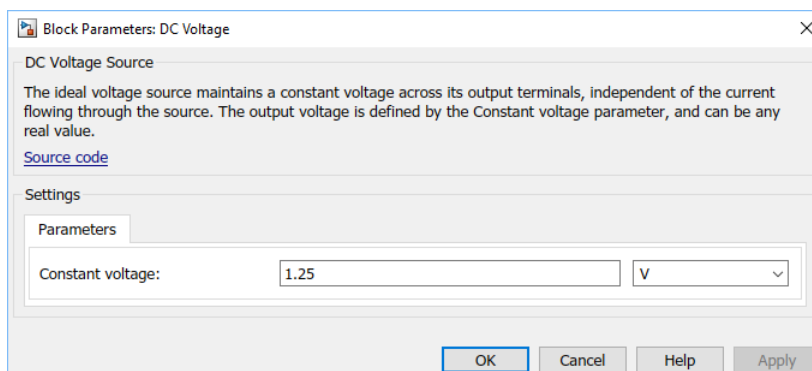 Block Parameters: DC Voltage
DC Voltage Source
The ideal voltage source maintains a constant voltage across its output terminals, independent of the current
flowing through the source. The output voltage is defined by the Constant voltage parameter, and can be any
real value.
Source code
Settings
Parameters
Constant voltage: 1.25 V
OK Cancel Help Apply